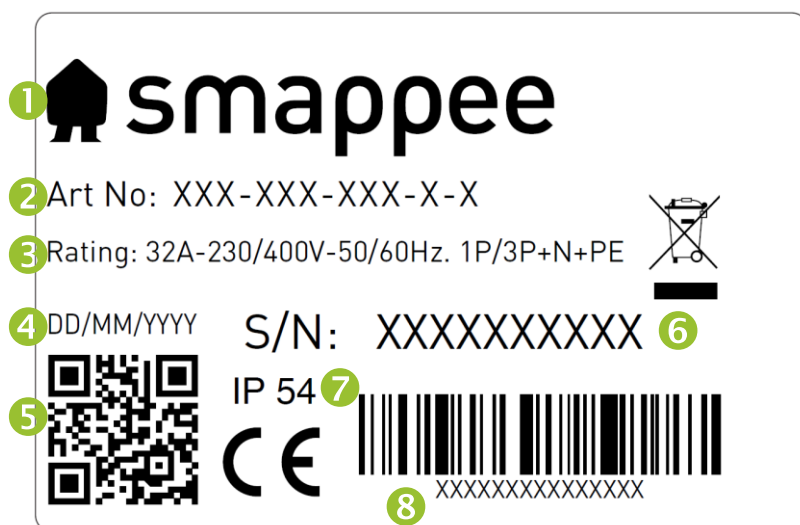 1 smappee
2 Art No: XXX-XXX-XXX-X-X
3 Rating: 32A-230/400V-50/60Hz. 1P/3P+N+PE
4 DD/MM/YYYY
S/N: XXXXXXXXXX 6
5
IP 54 7
CE
8 XXXXXXXXXXXXXXX